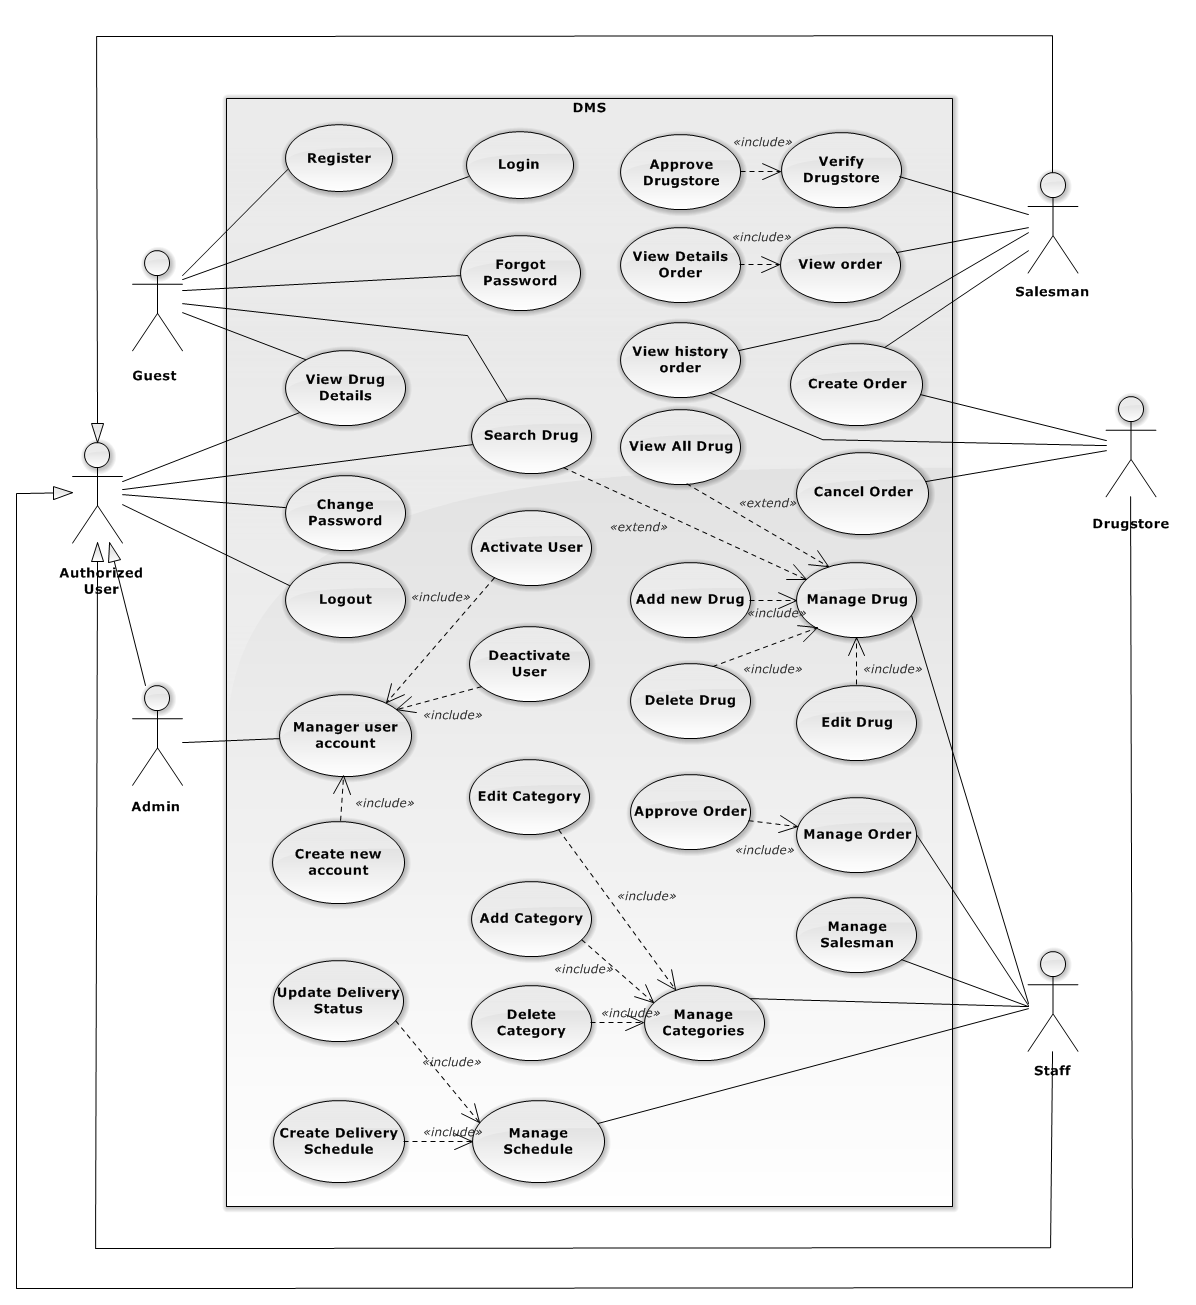 DMS
Register
Login
Approve
Drugstore
«include»
Verify
Drugstore
View Details
Order
«include»
View order
Salesman
Forgot
Password
Guest
View Drug
Details
View history
order
Create Order
Search Drug
View All Drug
Cancel Order
Drugstore
Change
Password
«extend»
«extend»
Authorized
User
Activate User
Logout
«include»
Add new Drug
«include»
Manage Drug
Deactivate
User
«include»
Delete Drug
«include»
«include»
Edit Drug
Manager user
account
Admin
Edit Category
«include»
Approve Order
«include»
Manage Order
Create new
account
«include»
Add Category
«include»
Manage
Salesman
Update Delivery
Status
Delete
Category
«include»
Manage
Categories
Staff
«include»
Create Delivery
Schedule
«include»
Manage
Schedule